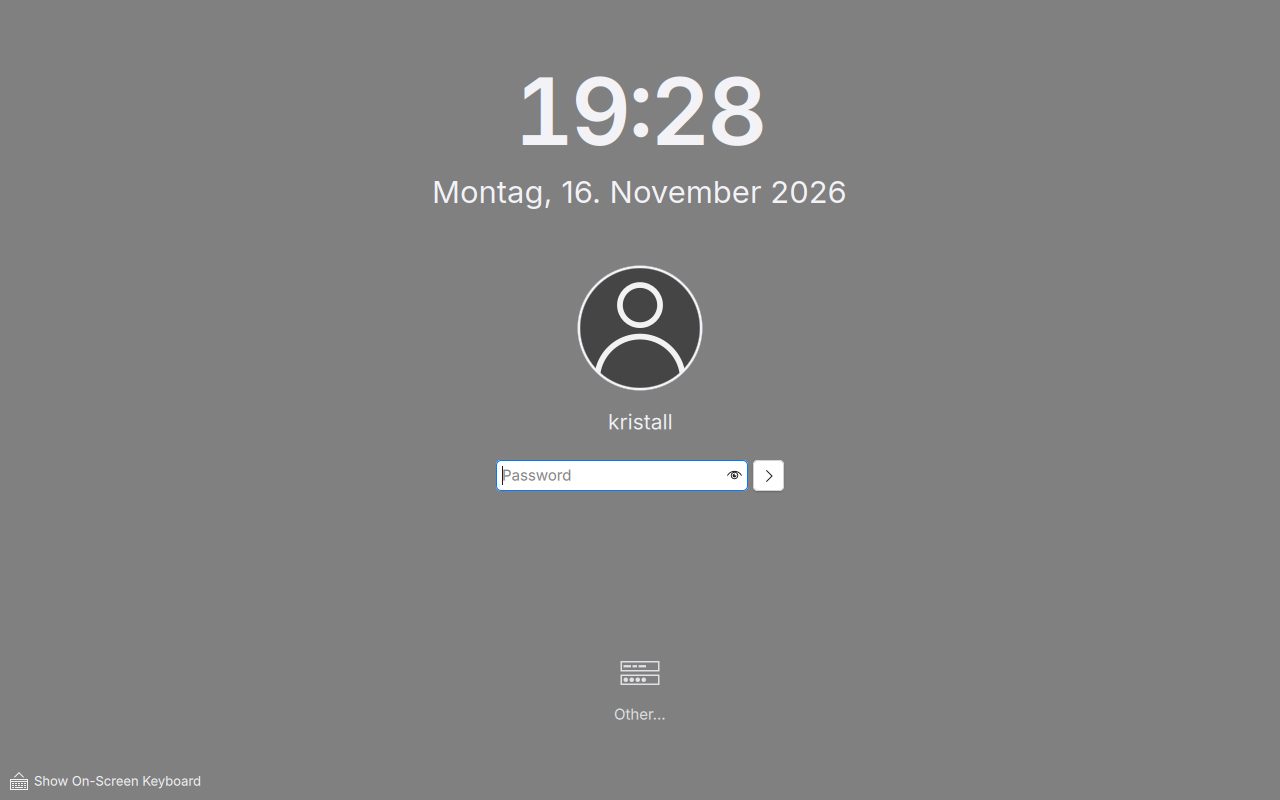 19:28
Montag, 16. November 2026
kristall
Password
Other...
Show On-Screen Keyboard